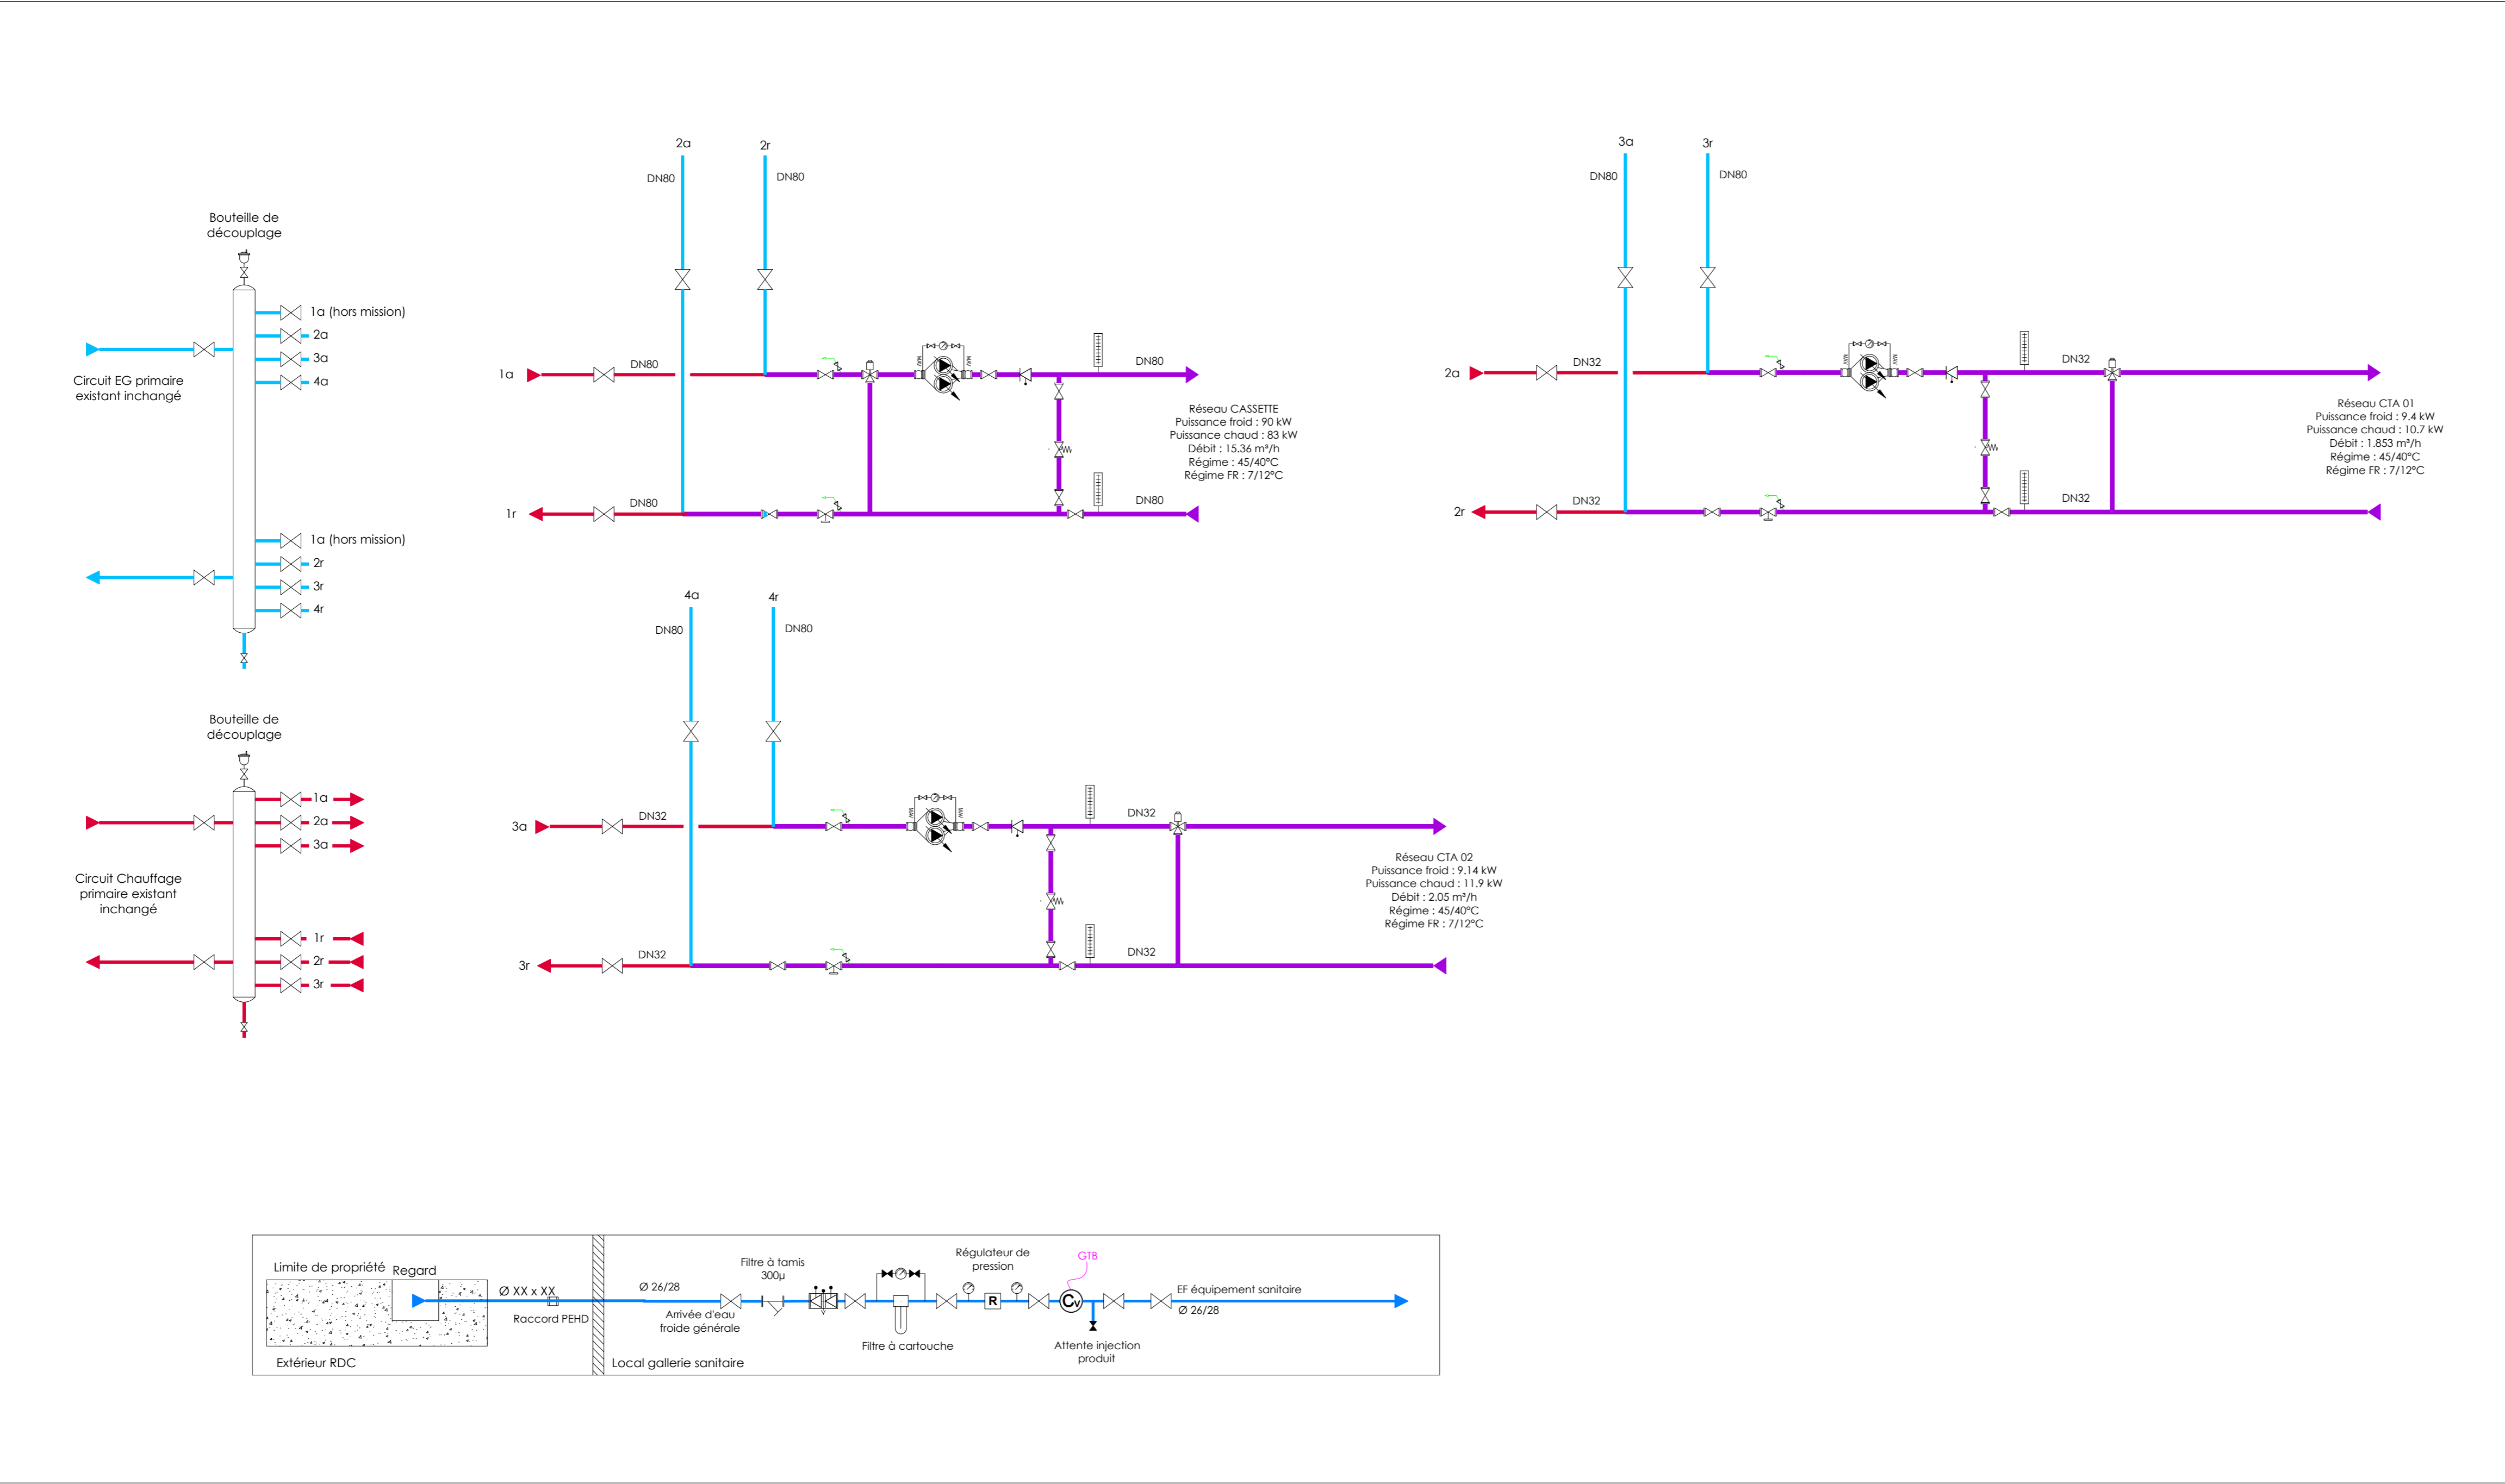 Bouteille de
découplage
1a (hors mission)
2a
3a
4a
Circuit EG primaire
existant inchangé
1a (hors mission)
2r
3r
4r
2a
2r
DN80
DN80
1a
DN80
MAV
MAV
DN80
Réseau CASSETTE
Puissance froid : 90 kW
Puissance chaud : 83 kW
Débit : 15.36 m³/h
Régime : 45/40°C
Régime FR : 7/12°C
1r
DN80
DN80
3a
3r
DN80
DN80
2a
DN32
MAV
MAV
DN32
Réseau CTA 01
Puissance froid : 9.4 kW
Puissance chaud : 10.7 kW
Débit : 1.853 m³/h
Régime : 45/40°C
Régime FR : 7/12°C
2r
DN32
DN32
Bouteille de
découplage
1a
2a
3a
Circuit Chauffage
primaire existant
inchangé
1r
2r
3r
4a
4r
DN80
DN80
3a
DN32
MAV
MAV
DN32
Réseau CTA 02
Puissance froid : 9.14 kW
Puissance chaud : 11.9 kW
Débit : 2.05 m³/h
Régime : 45/40°C
Régime FR : 7/12°C
3r
DN32
DN32
Limite de propriété
Regard
Ø XX x XX
Raccord PEHD
Extérieur RDC
Ø 26/28
Arrivée d'eau
froide générale
Filtre à tamis
300µ
Filtre à cartouche
Régulateur de
pression
R
GTB
Cv
Attente injection
produit
EF équipement sanitaire
Ø 26/28
Local gallerie sanitaire